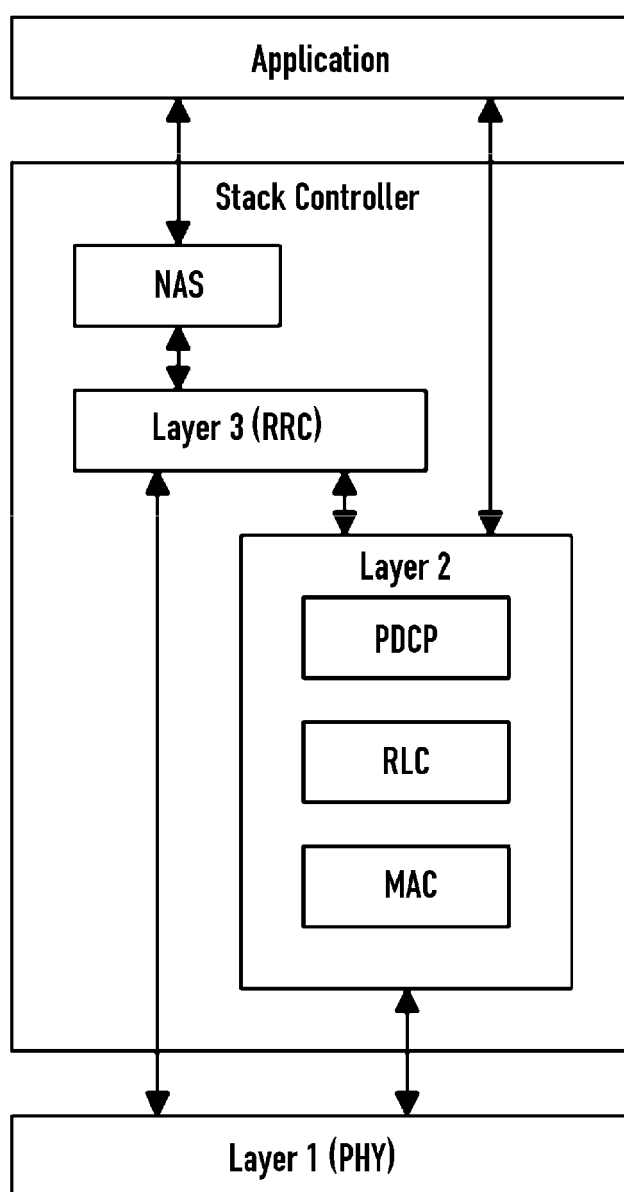 Application
Stack Controller
NAS
Layer 3 (RRC)
Layer 2
PDCP
RLC
MAC
Layer 1 (PHY)